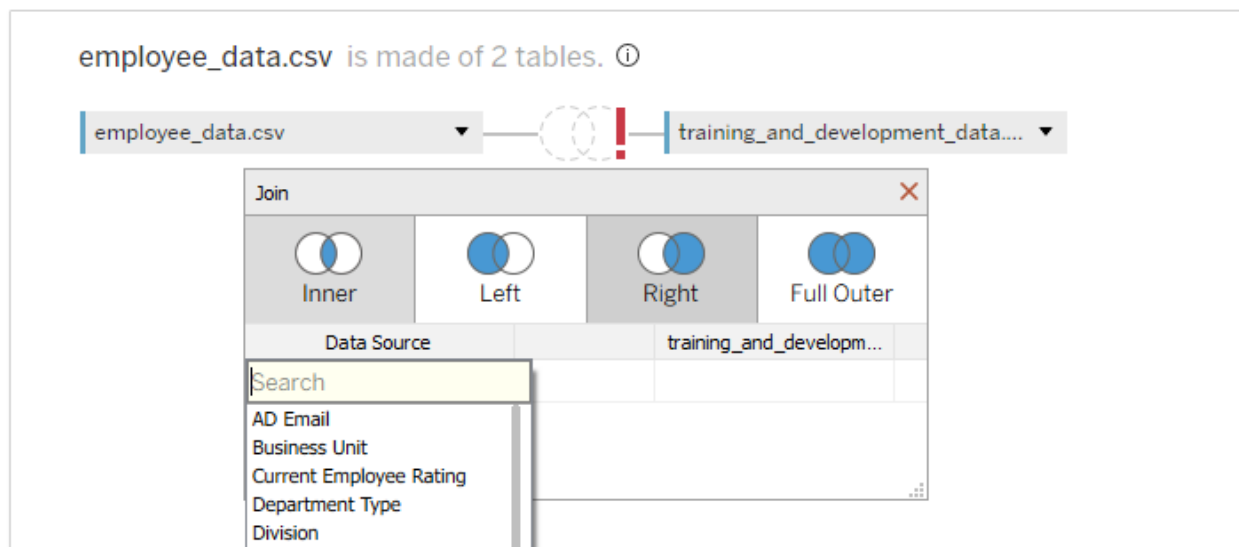 employee_data.csv is made of 2 tables. ⓘ
employee_data.csv training_and_development_data....
Join
Inner Left Right Full Outer
Data Source training_and_developm...
Search
AD Email
Business Unit
Current Employee Rating
Department Type
Division